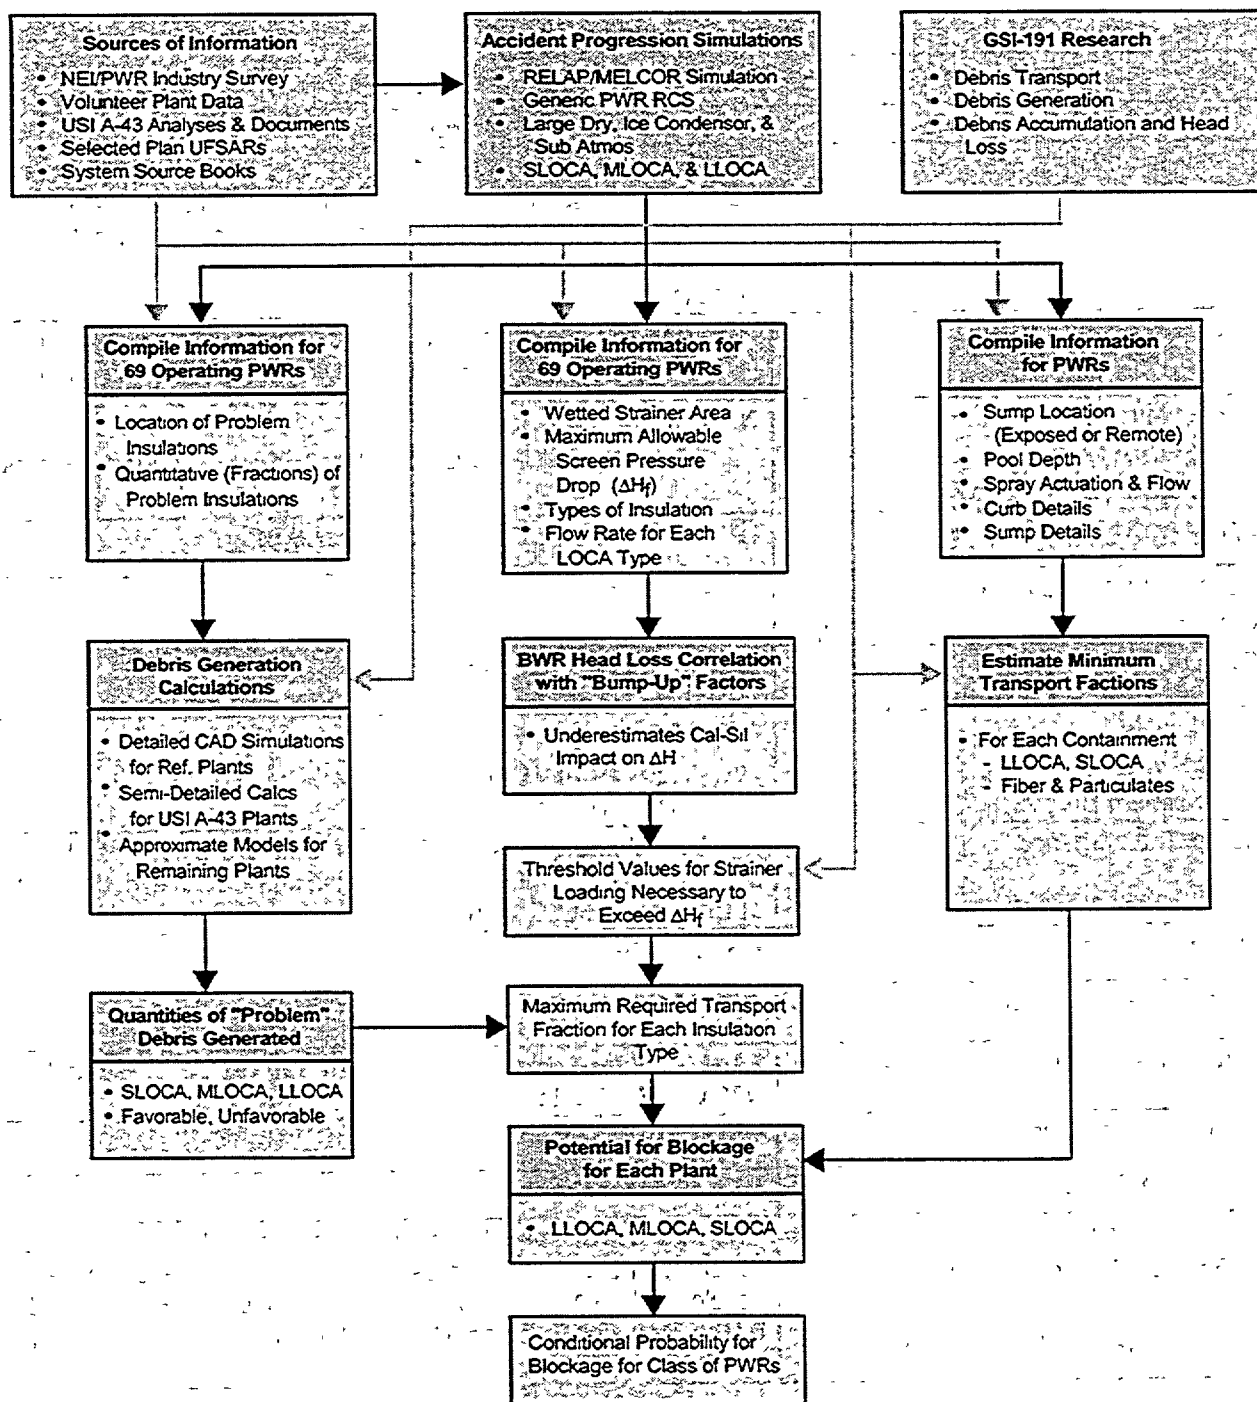 Sources of Information
• NEI/PWR Industry Survey
• Volunteer Plant Data
• USI A-43 Analyses & Documents
• Selected Plan UFSARs
• System Source Books
Accident Progression Simulations
• RELAP/MELCOR Simulation
• Generic PWR RCS
• Large Dry, Ice Condensor, &
Sub Atmos
• SLOCA, MLOCA, & LLOCA
GSI-191 Research
• Debris Transport
• Debris Generation
• Debris Accumulation and Head
Loss
Compile Information for
69 Operating PWRs
• Location of Problem
Insulations
• Quantitative (Fractions) of
Problem Insulations
Compile Information for
69 Operating PWRs
• Wetted Strainer Area
• Maximum Allowable
Screen Pressure
Drop (ΔHf)
• Types of Insulation
• Flow Rate for Each
LOCA Type
Compile Information
for PWRs
• Sump Location
(Exposed or Remote)
• Pool Depth
• Spray Actuation & Flow
• Curb Details
• Sump Details
Debris Generation
Calculations
• Detailed CAD Simulations
for Ref. Plants
• Semi-Detailed Calcs
for USI A-43 Plants
• Approximate Models for
Remaining Plants
BWR Head Loss Correlation
with "Bump-Up" Factors
• Underestimates Cal-Sil
Impact on ΔH
Estimate Minimum
Transport Factions
• For Each Containment
- LLOCA, SLOCA
- Fiber & Particulates
Threshold Values for Strainer
Loading Necessary to
Exceed ΔHf
Quantities of "Problem"
Debris Generated
• SLOCA, MLOCA, LLOCA
• Favorable, Unfavorable
Maximum Required Transport
Fraction for Each Insulation
Type
Potential for Blockage
for Each Plant
• LLOCA, MLOCA, SLOCA
Conditional Probability for
Blockage for Class of PWRs